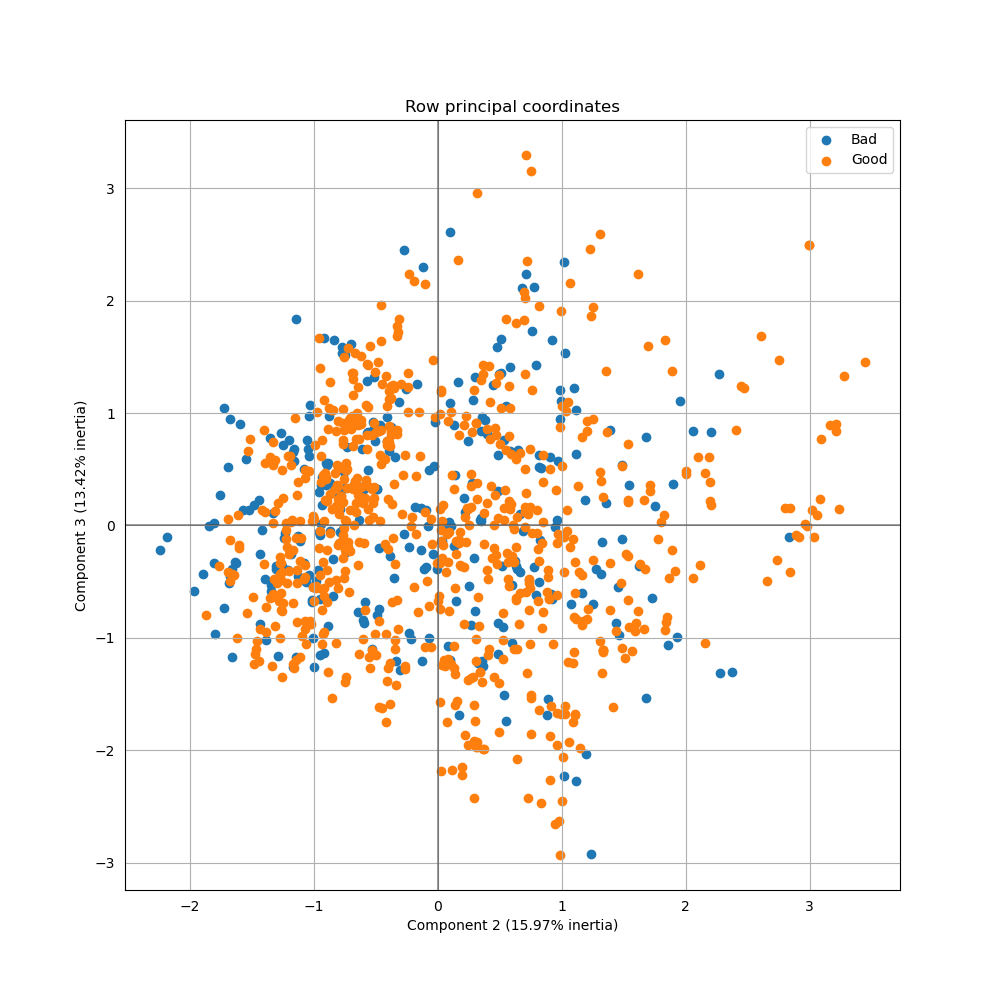 Row principal coordinates
Bad
Good
3
2
1
0
−1
−2
−3
Component 3 (13.42% inertia)
−2
−1
0
1
2
3
Component 2 (15.97% inertia)